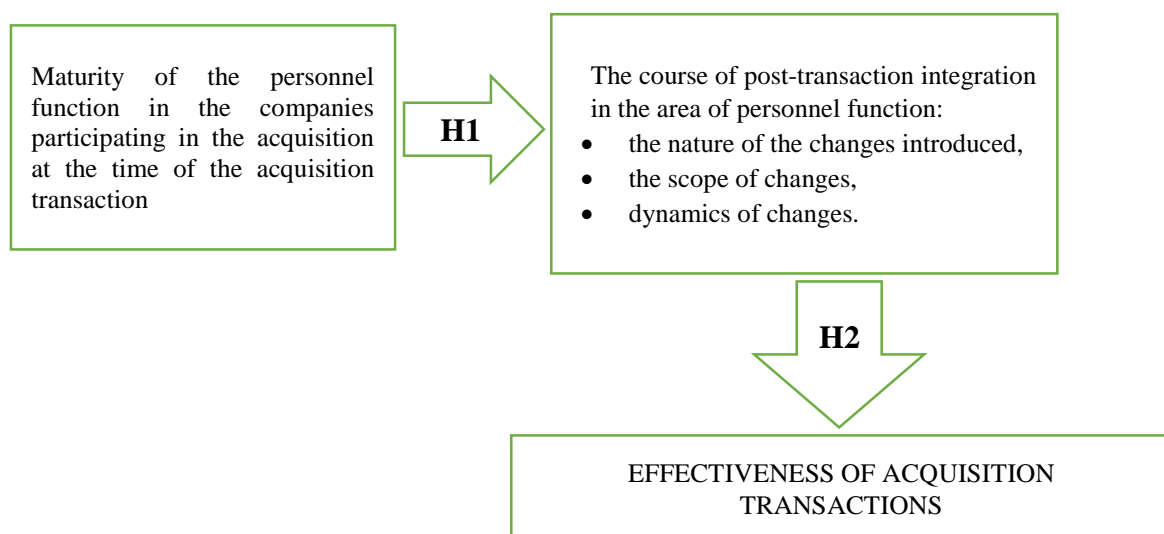 Maturity of the personnel
function in the companies
participating in the acquisition
at the time of the acquisition
transaction
H1
The course of post-transaction integration
in the area of personnel function:
• the nature of the changes introduced,
• the scope of changes,
• dynamics of changes.
H2
EFFECTIVENESS OF ACQUISITION
TRANSACTIONS